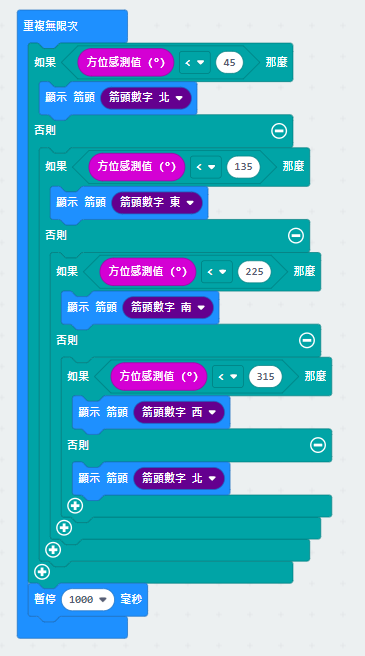 重複無限次
如果 方位感測值 (°) < 45 那麼
顯示 箭頭 箭頭數字 北
否則
如果 方位感測值 (°) < 135 那麼
顯示 箭頭 箭頭數字 東
否則
如果 方位感測值 (°) < 225 那麼
顯示 箭頭 箭頭數字 南
否則
如果 方位感測值 (°) < 315 那麼
顯示 箭頭 箭頭數字 西
否則
顯示 箭頭 箭頭數字 北
暫停 1000 毫秒